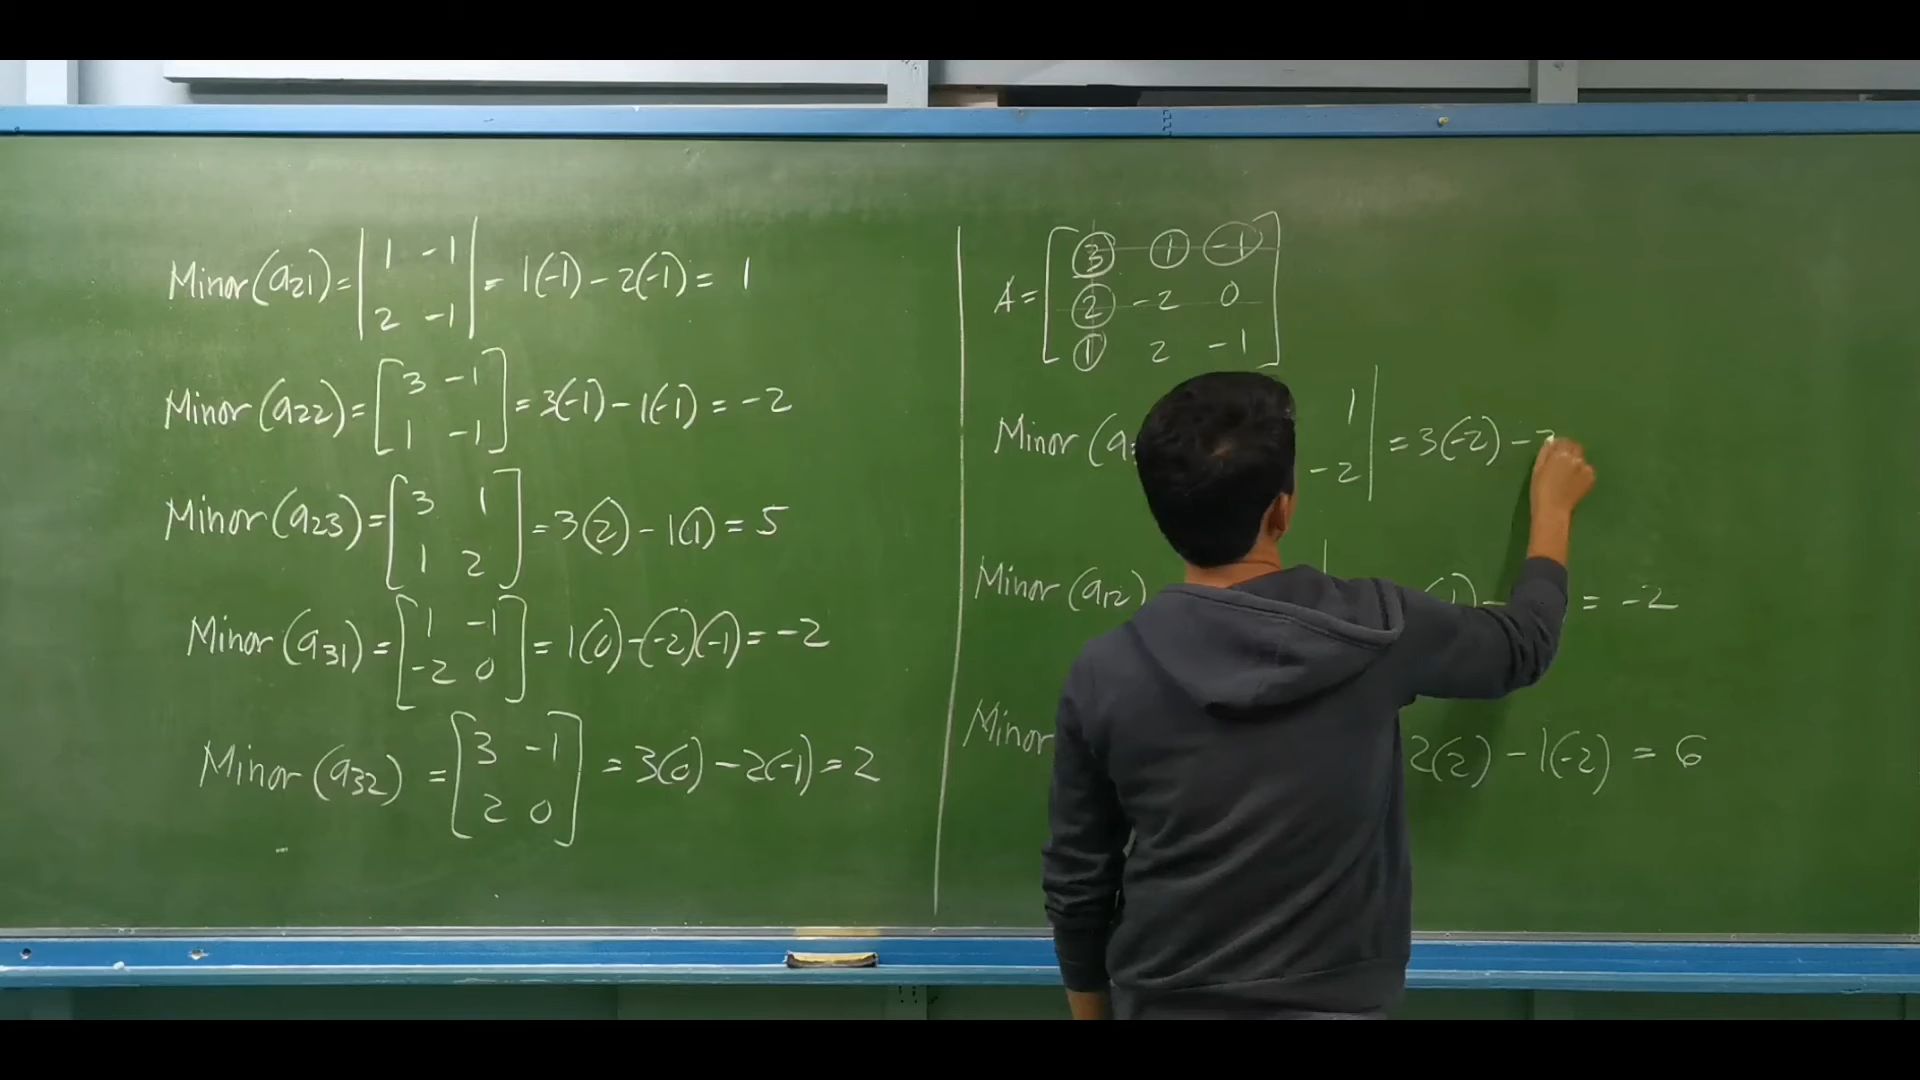 Minor(a21) = | 1 -1 | = 1(-1) - 2(-1) = 1
2 -1
Minor(a22) = [ 3 -1 ] = 3(-1) - 1(-1) = -2
1 -1
Minor(a23) = [ 3 1 ] = 3(2) - 1(1) = 5
1 2
Minor(a31) = [ 1 -1 ] = 1(0) - (-2)(-1) = -2
-2 0
Minor(a32) = [ 3 -1 ] = 3(0) - 2(-1) = 2
2 0
A = [ 3 1 -1 ]
2 -2 0
1 2 -1
Minor (a 1 | = 3(-2) -
-2
Minor (a12) = -2
Minor 2(2) - 1(-2) = 6